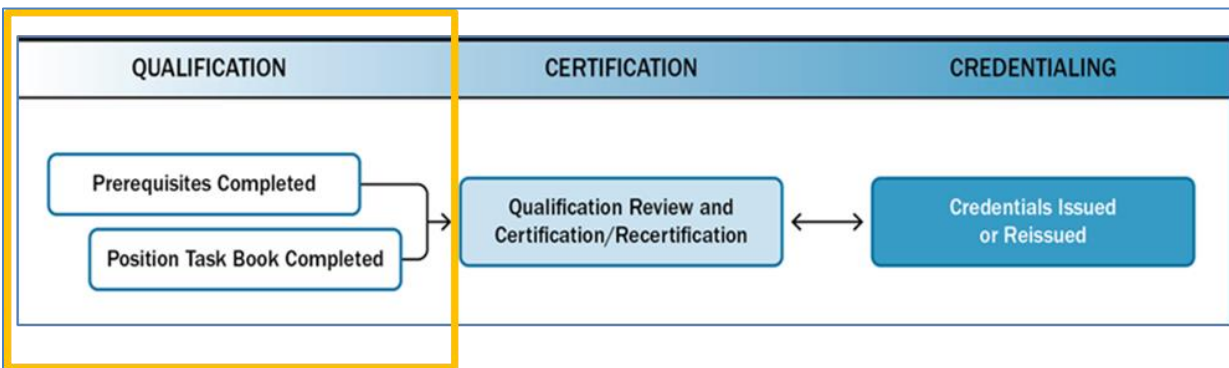 QUALIFICATION
CERTIFICATION
CREDENTIALING
Prerequisites Completed
Position Task Book Completed
Qualification Review and
Certification/Recertification
Credentials Issued
or Reissued